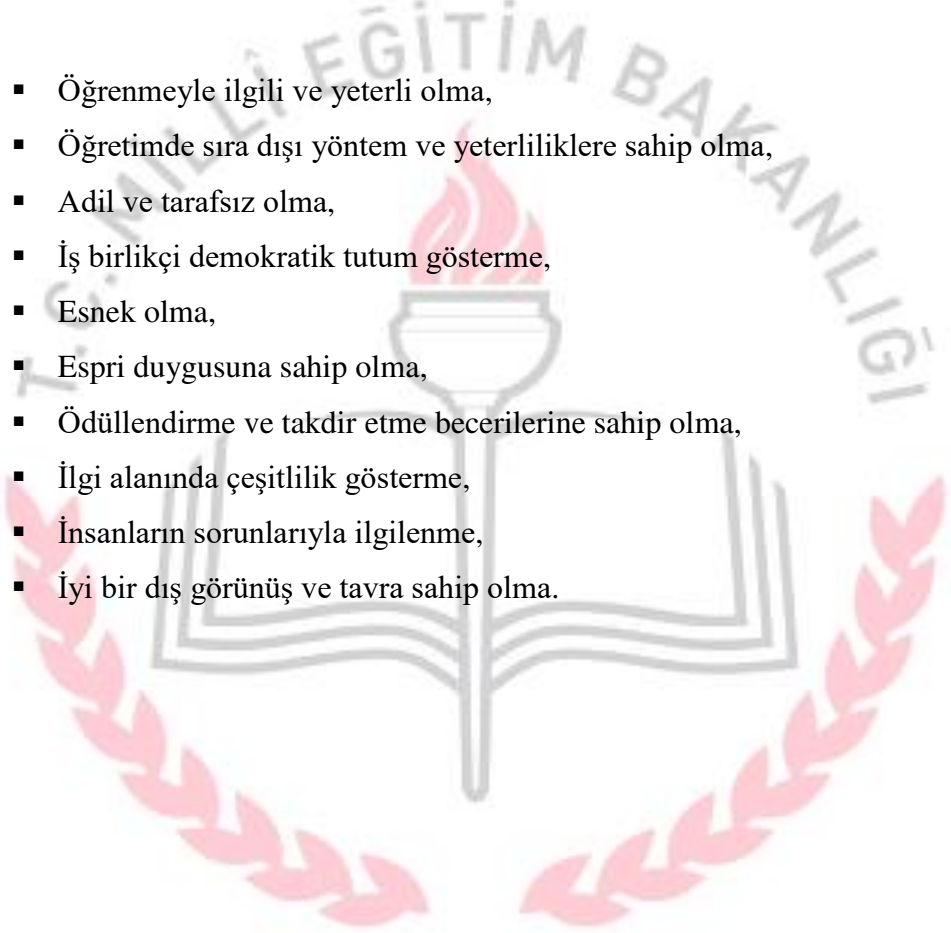 T.C. MİLLÎ EĞİTİM BAKANLIĞI
▪ Öğrenmeyle ilgili ve yeterli olma,
▪ Öğretimde sıra dışı yöntem ve yeterliliklere sahip olma,
▪ Adil ve tarafsız olma,
▪ İş birlikçi demokratik tutum gösterme,
▪ Esnek olma,
▪ Espri duygusuna sahip olma,
▪ Ödüllendirme ve takdir etme becerilerine sahip olma,
▪ İlgi alanında çeşitlilik gösterme,
▪ İnsanların sorunlarıyla ilgilenme,
▪ İyi bir dış görünüş ve tavra sahip olma.